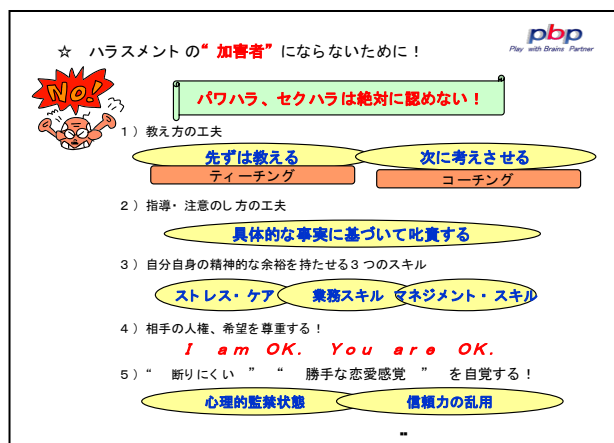 ☆ ハラスメントの“加害者”にならないために！
pbp
Play with Brains Partner
NO!
パワハラ、セクハラは絶対に認めない！
１）教え方の工夫
先ずは教える
次に考えさせる
ティーチング
コーチング
２）指導・注意のし方の工夫
具体的な事実に基づいて叱責する
３）自分自身の精神的な余裕を持たせる３つのスキル
ストレス・ケア
業務スキル
マネジメント・スキル
４）相手の人権、希望を尊重する！
I am OK. You are OK.
５）“ 断りにくい ” “ 勝手な恋愛感覚 ” を自覚する！
心理的監禁状態
信頼力の乱用